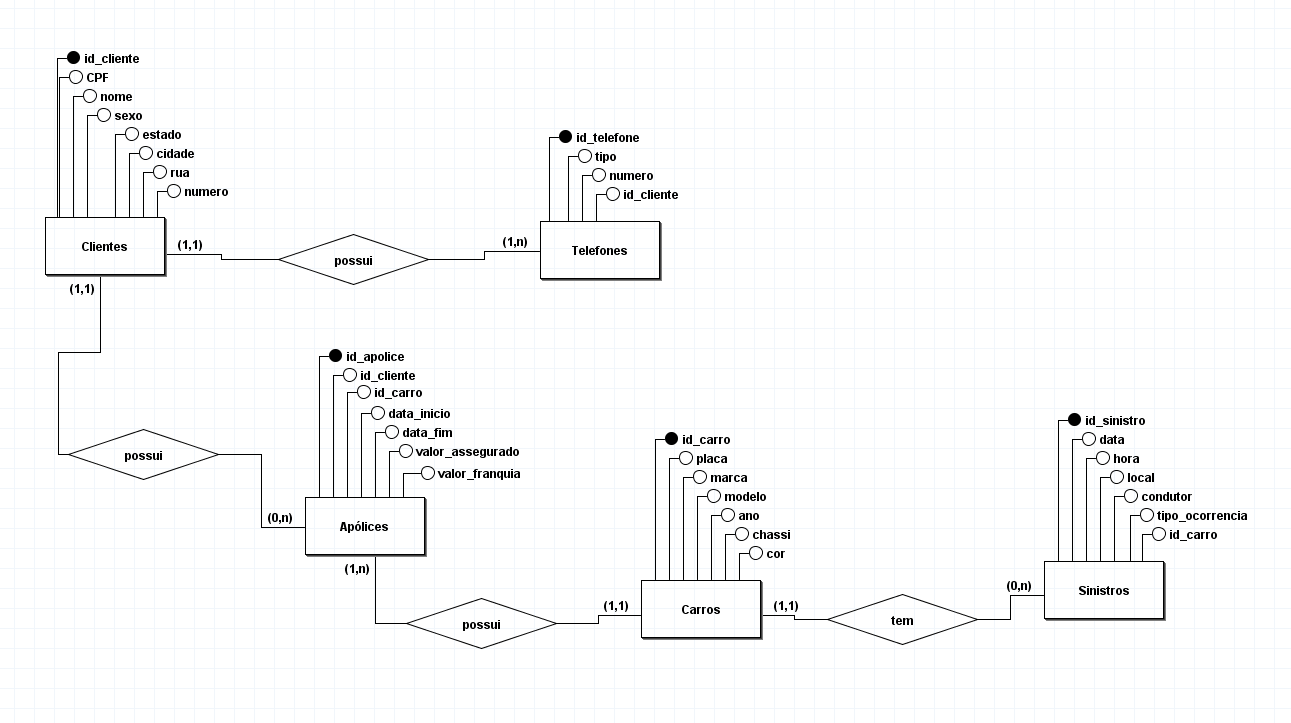 id_cliente
CPF
nome
sexo
estado
cidade
rua
numero
Clientes
(1,1)
possui
(1,n)
id_telefone
tipo
numero
id_cliente
Telefones
(1,1)
possui
(0,n)
id_apolice
id_cliente
id_carro
data_inicio
data_fim
valor_assegurado
valor_franquia
Apólices
(1,n)
possui
(1,1)
id_carro
placa
marca
modelo
ano
chassi
cor
Carros
(1,1)
tem
(0,n)
id_sinistro
data
hora
local
condutor
tipo_ocorrencia
id_carro
Sinistros